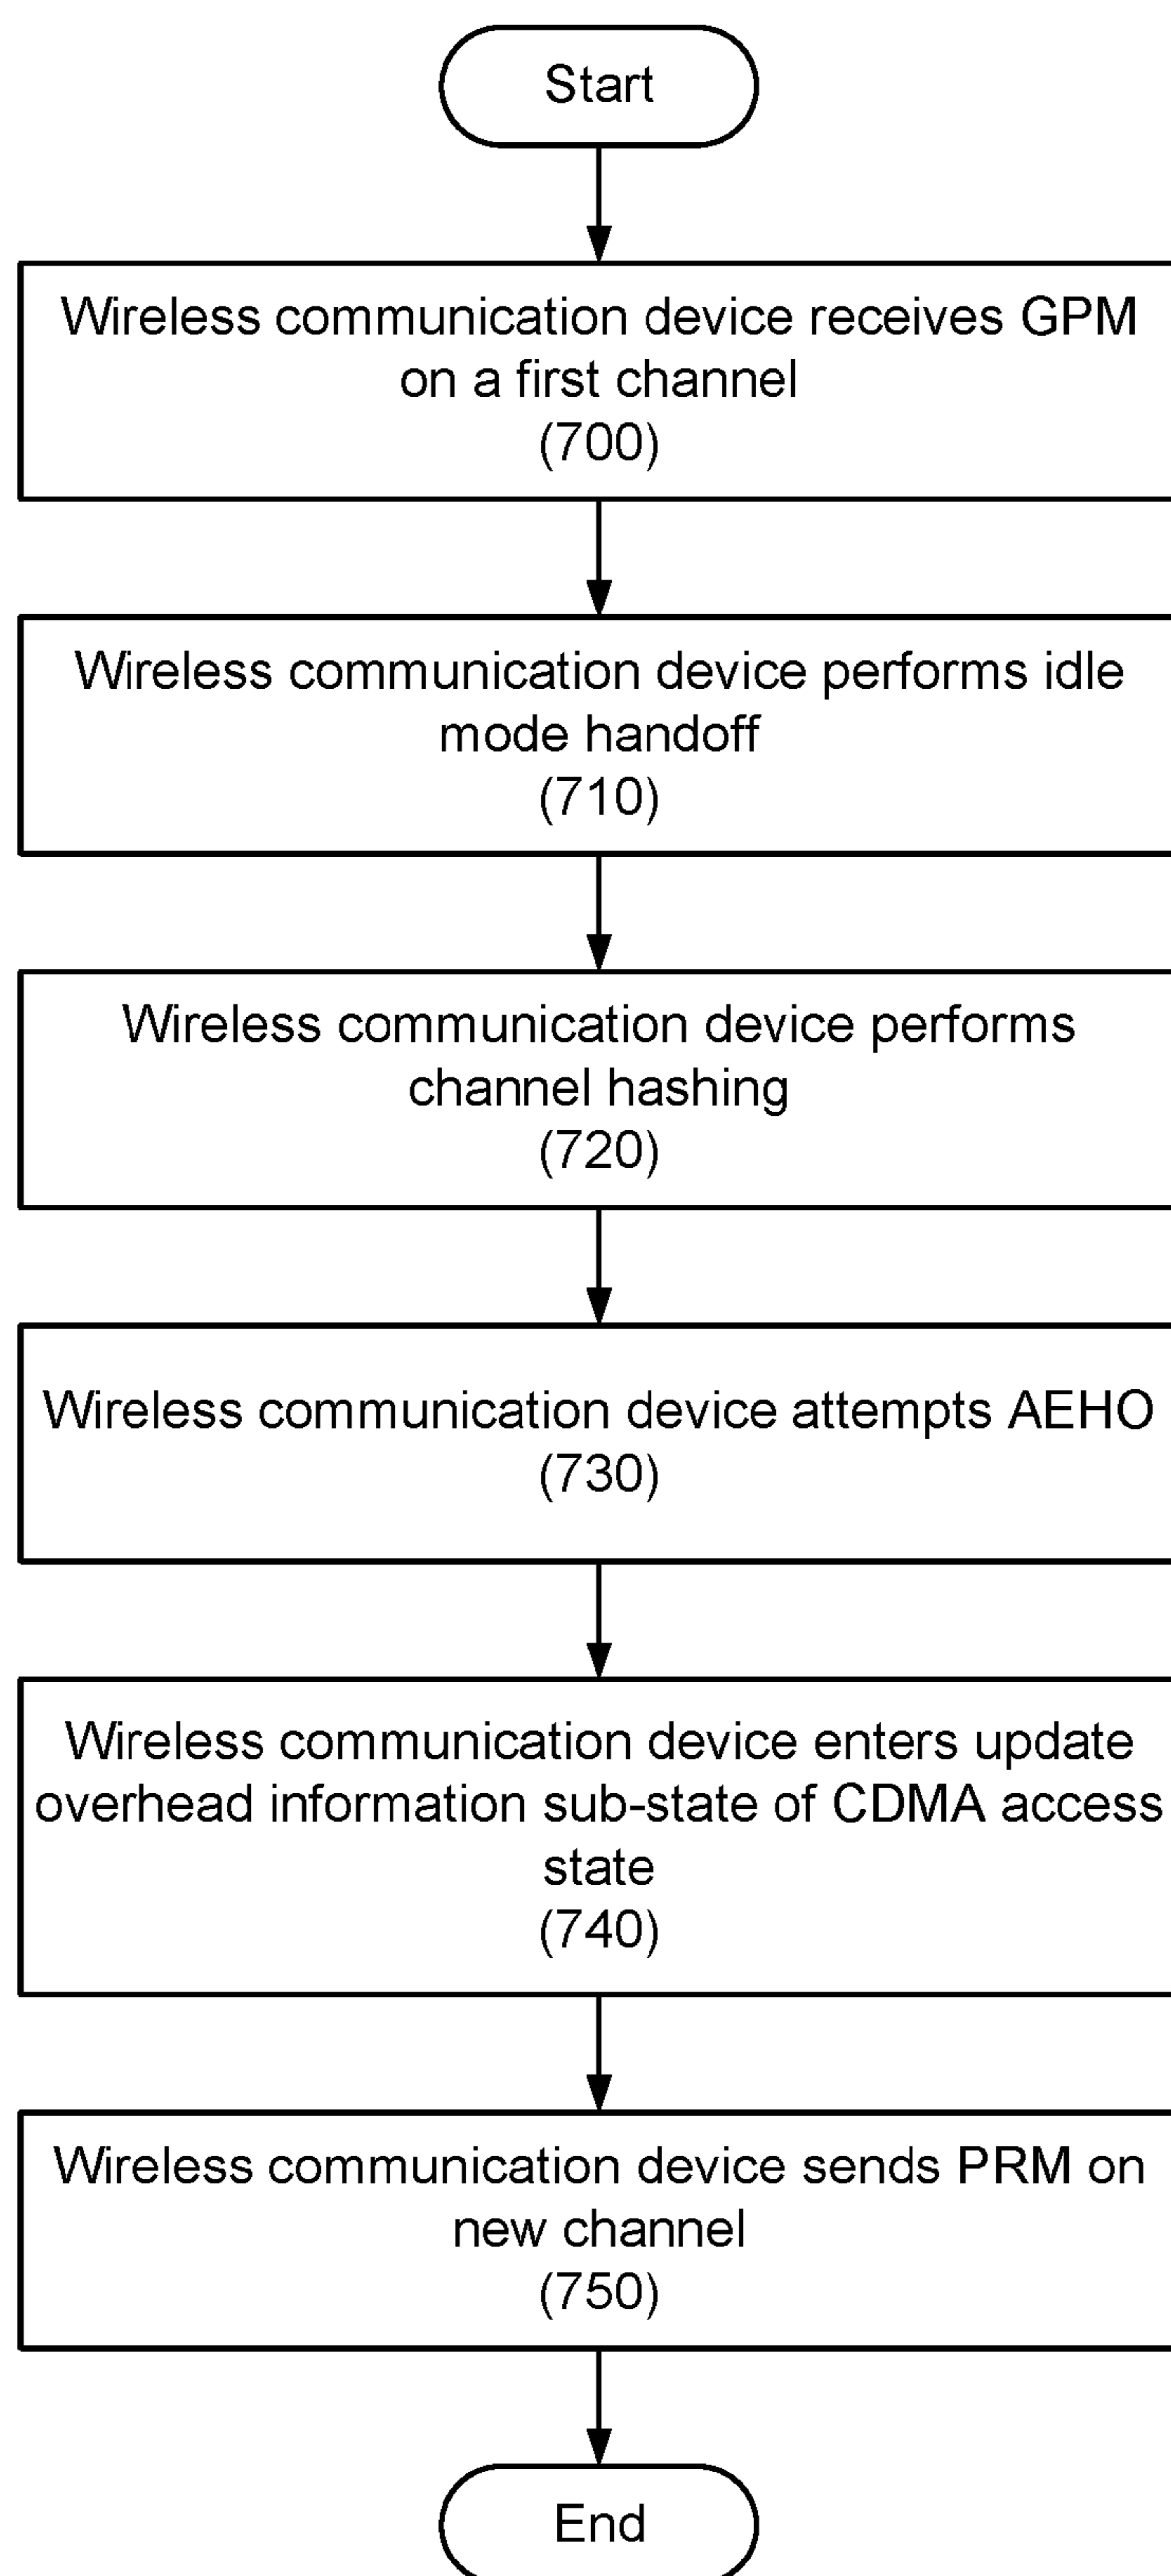 Start
Wireless communication device receives GPM
on a first channel
(700)
Wireless communication device performs idle
mode handoff
(710)
Wireless communication device performs
channel hashing
(720)
Wireless communication device attempts AEHO
(730)
Wireless communication device enters update
overhead information sub-state of CDMA access
state
(740)
Wireless communication device sends PRM on
new channel
(750)
End